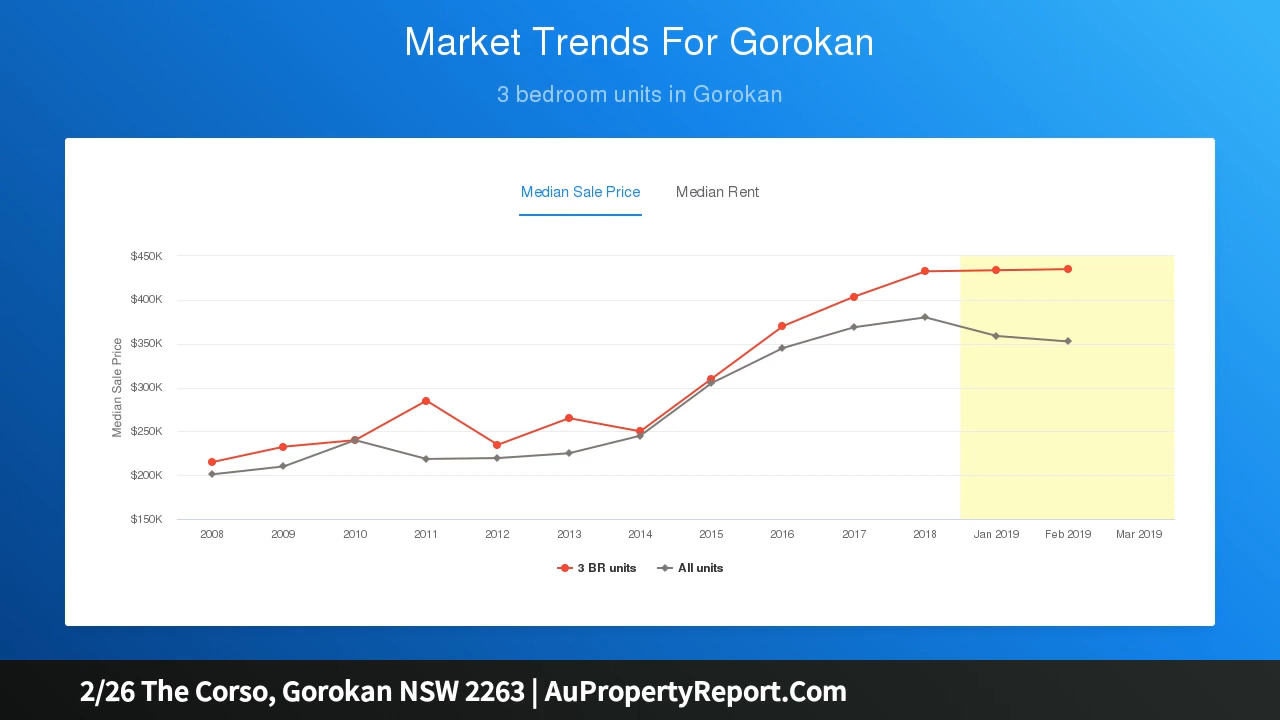 Market Trends For Gorokan
3 bedroom units in Gorokan
Median Sale Price Median Rent
$450K
$400K
$350K
$300K
$250K
$200K
$150K
Median Sale Price
2008 2009 2010 2011 2012 2013 2014 2015 2016 2017 2018 Jan 2019 Feb 2019 Mar 2019
3 BR units All units
2/26 The Corso, Gorokan NSW 2263 | AuPropertyReport.Com